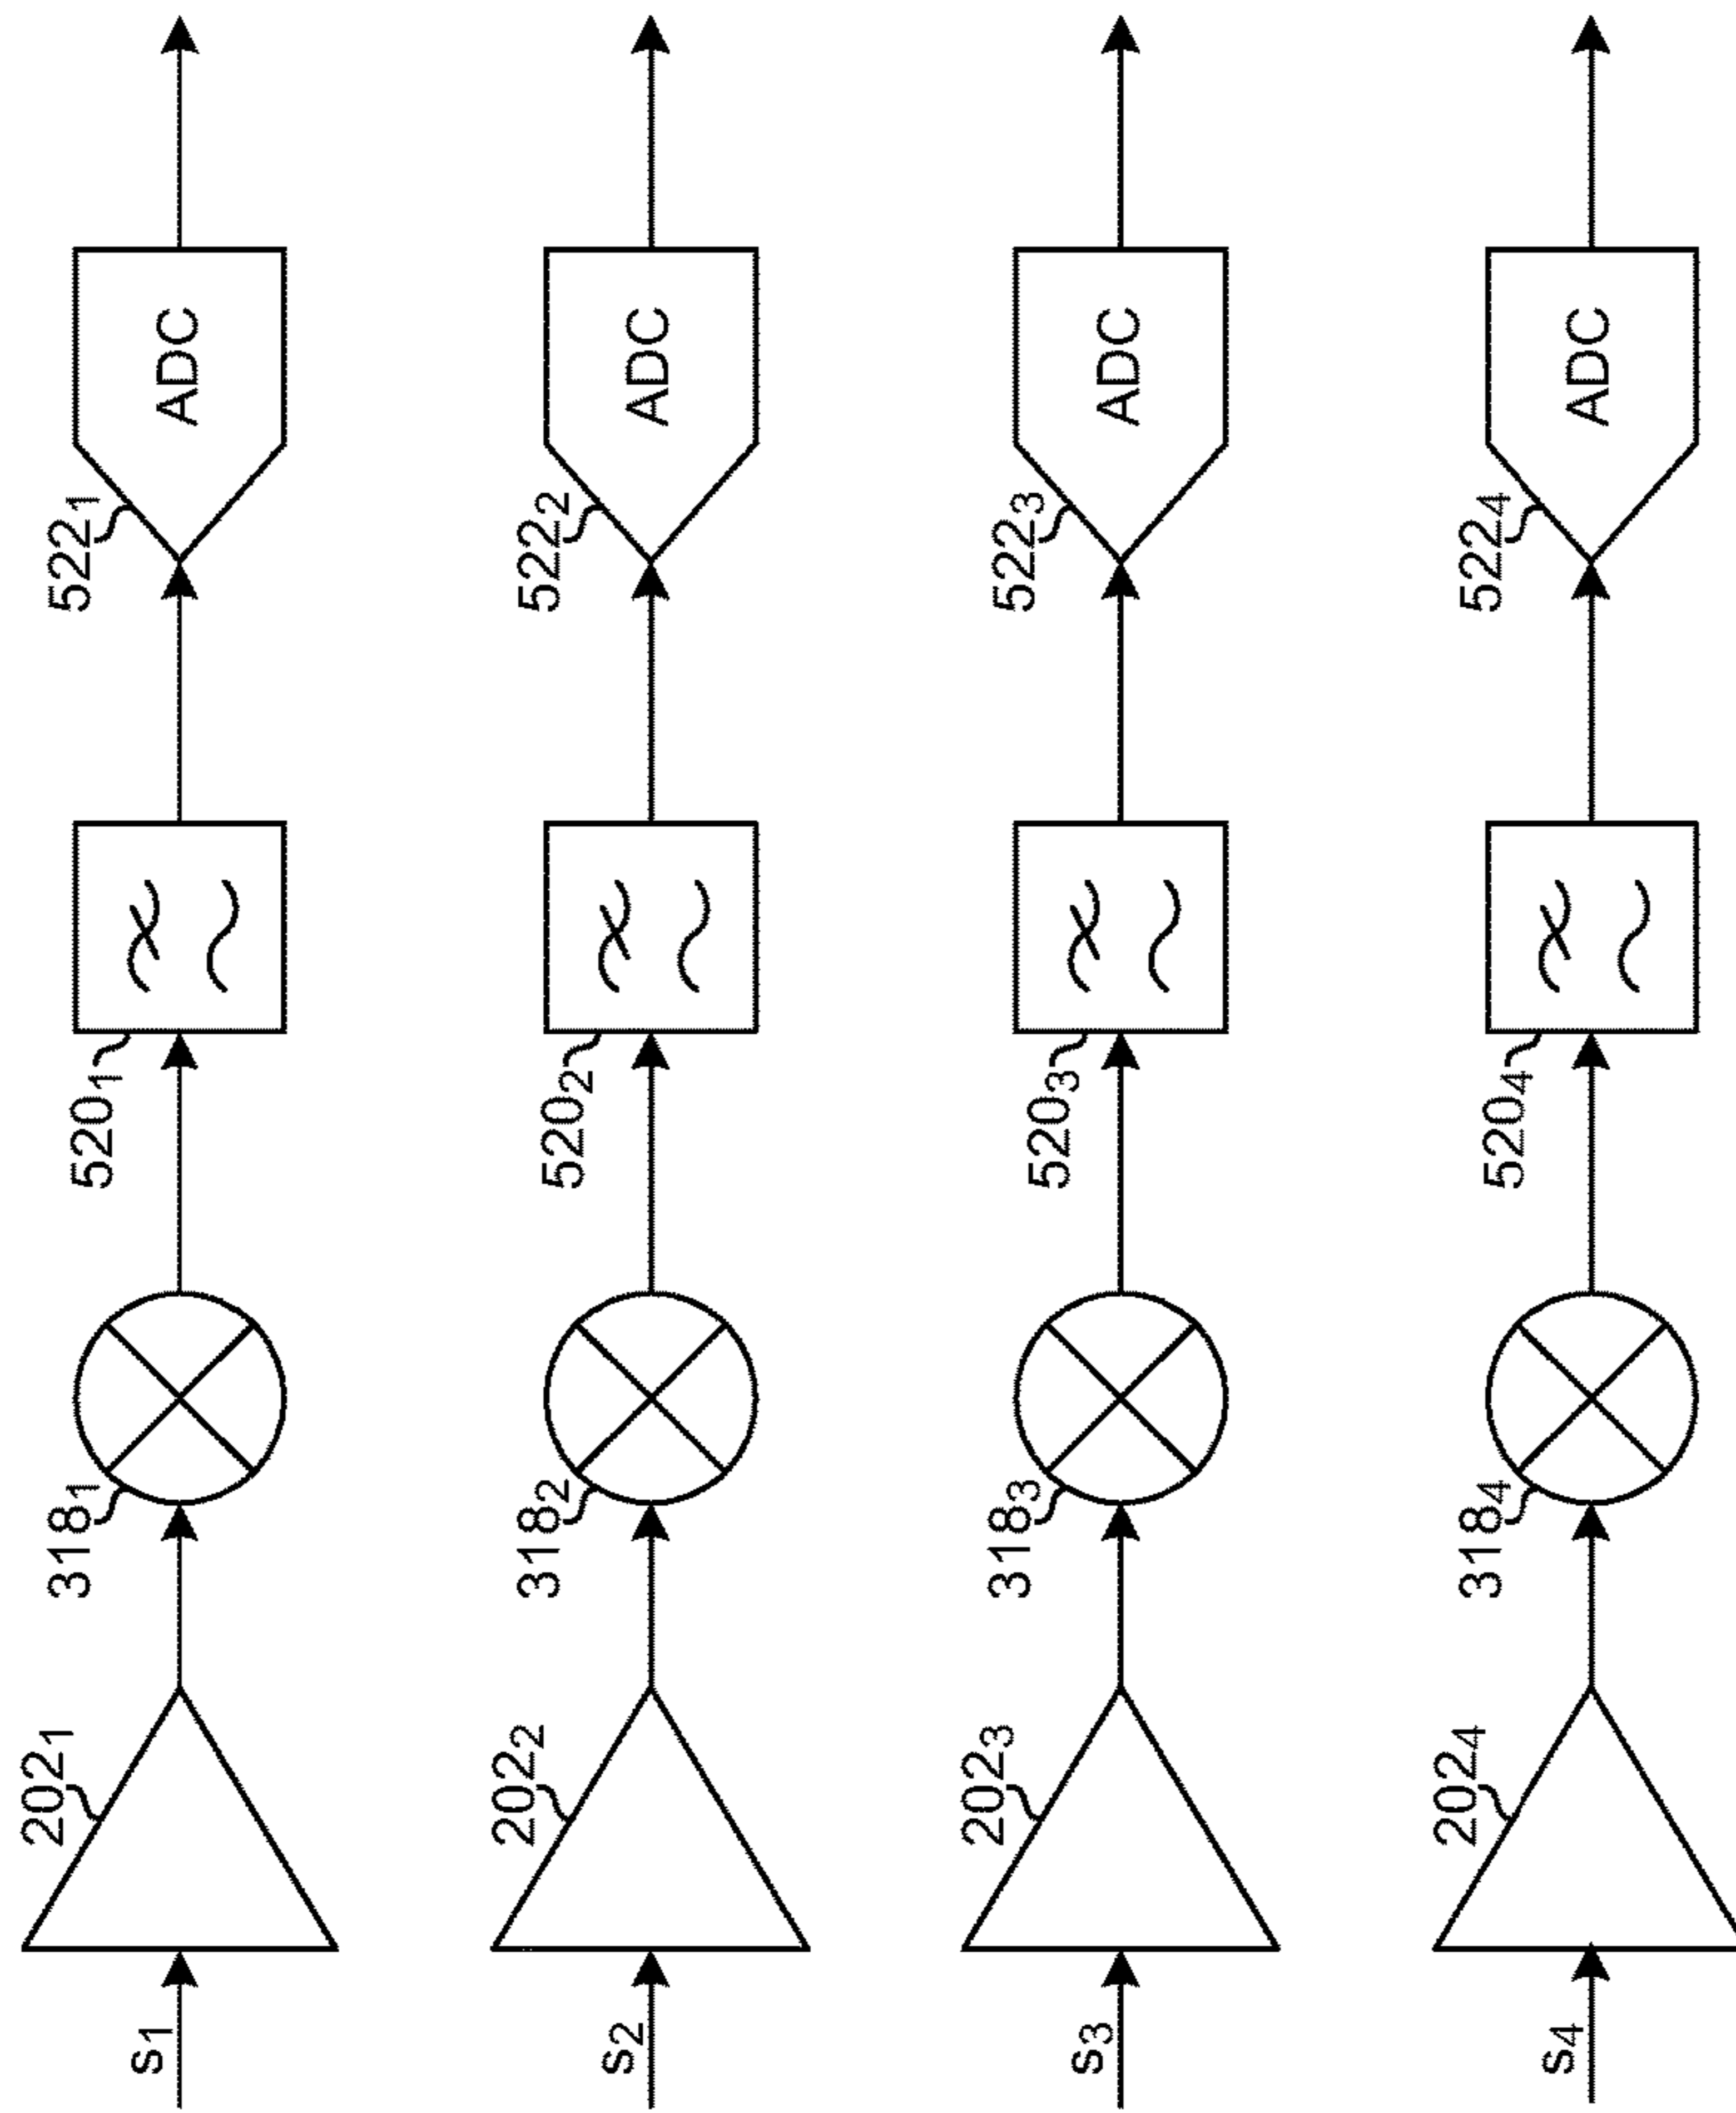 s1
202₁
318₁
520₁
522₁
ADC
s2
202₂
318₂
520₂
522₂
ADC
s3
202₃
318₃
520₃
522₃
ADC
s4
202₄
318₄
520₄
522₄
ADC